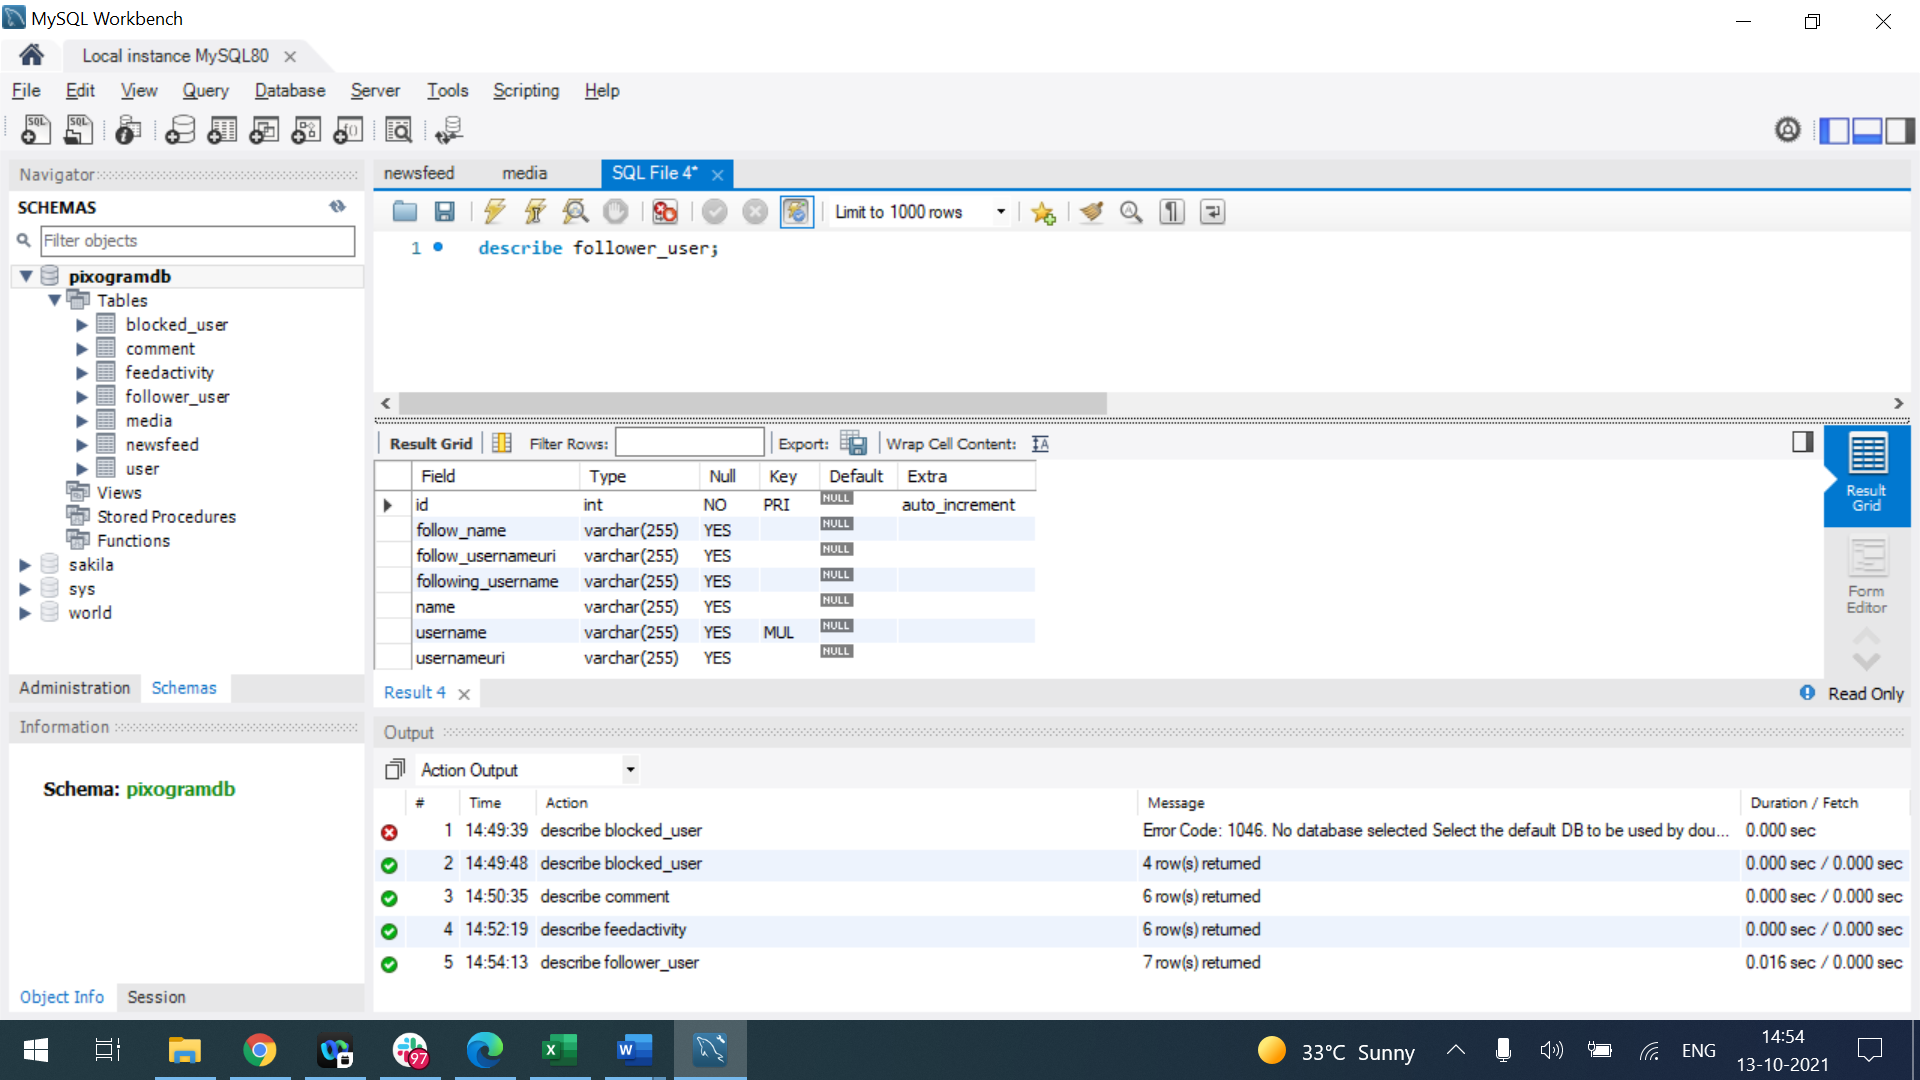 MySQL Workbench
Local instance MySQL80
File Edit View Query Database Server Tools Scripting Help
Navigator
SCHEMAS
Filter objects
pixogramdb
Tables
blocked_user
comment
feedactivity
follower_user
media
newsfeed
user
Views
Stored Procedures
Functions
sakila
sys
world
Administration Schemas
Information
Schema: pixogramdb
Object Info Session
newsfeed media SQL File 4*
Limit to 1000 rows
1 describe follower_user;
Result Grid Filter Rows: Export: Wrap Cell Content:
Field Type Null Key Default Extra
id int NO PRI NULL auto_increment
follow_name varchar(255) YES NULL
follow_usernameuri varchar(255) YES NULL
following_username varchar(255) YES NULL
name varchar(255) YES NULL
username varchar(255) YES MUL NULL
usernameuri varchar(255) YES NULL
Result
Grid
Form
Editor
Result 4
Read Only
Output
Action Output
# Time Action Message Duration / Fetch
1 14:49:39 describe blocked_user Error Code: 1046. No database selected Select the default DB to be used by dou... 0.000 sec
2 14:49:48 describe blocked_user 4 row(s) returned 0.000 sec / 0.000 sec
3 14:50:35 describe comment 6 row(s) returned 0.000 sec / 0.000 sec
4 14:52:19 describe feedactivity 6 row(s) returned 0.000 sec / 0.000 sec
5 14:54:13 describe follower_user 7 row(s) returned 0.016 sec / 0.000 sec
97
33°C Sunny
ENG
14:54
13-10-2021